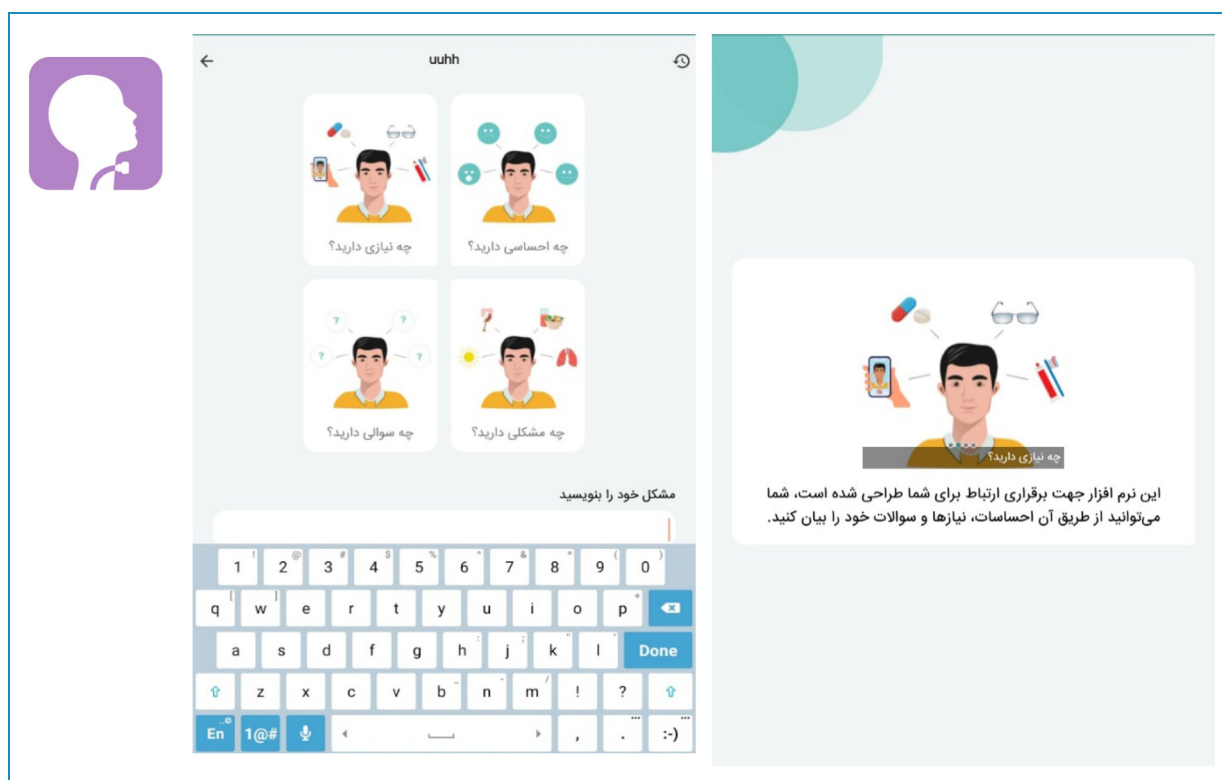 uuhh
چه احساسی دارید؟
چه نیازی دارید؟
? ? ? ?
چه مشکلی دارید؟
چه سوالی دارید؟
مشکل خود را بنویسید
! @ # $ % ^ & * ( )
1 2 3 4 5 6 7 8 9 0
[ ] +
q w e r t y u i o p
: ; " '
a s d f g h j k l Done
_ - /
z x c v b n m ! ?
En 1@# , . :-)
چه نیازی دارید؟
این نرم افزار جهت برقراری ارتباط برای شما طراحی شده است، شما
می‌توانید از طریق آن احساسات، نیازها و سوالات خود را بیان کنید.